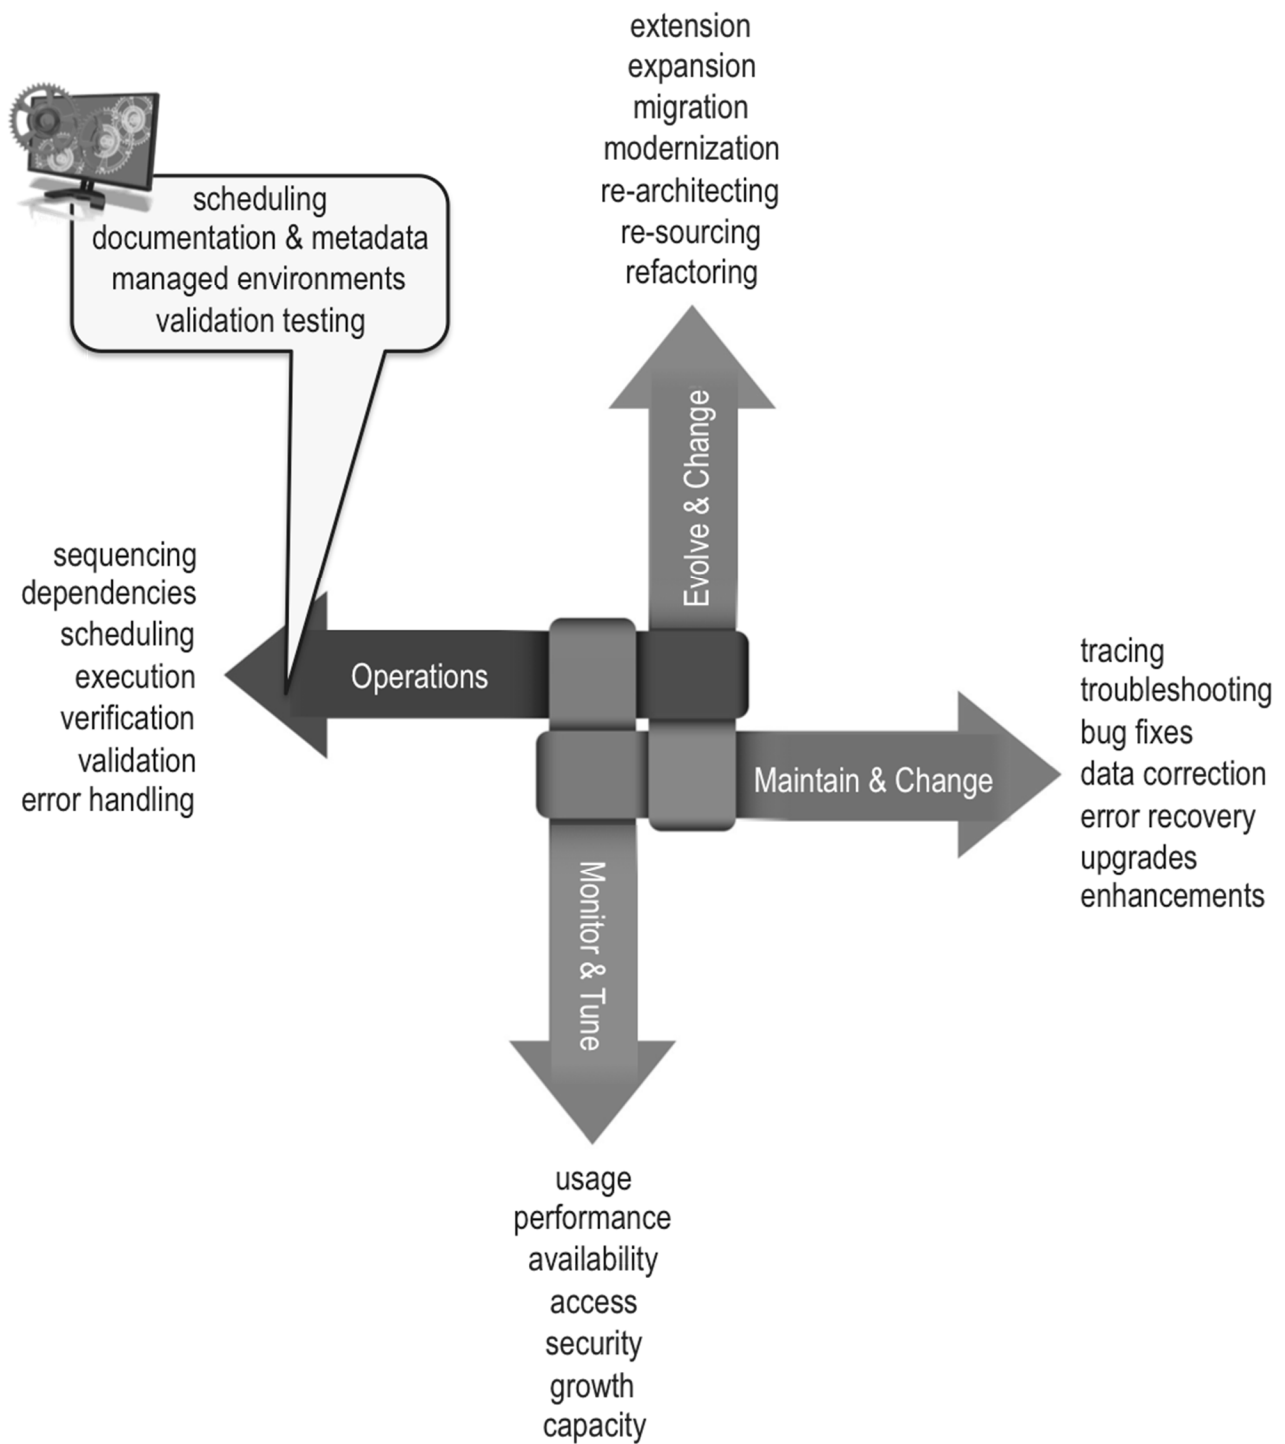 extension
expansion
migration
modernization
re-architecting
re-sourcing
refactoring
scheduling
documentation & metadata
managed environments
validation testing
Evolve & Change
sequencing
dependencies
scheduling
execution
verification
validation
error handling
Operations
Maintain & Change
tracing
troubleshooting
bug fixes
data correction
error recovery
upgrades
enhancements
Monitor & Tune
usage
performance
availability
access
security
growth
capacity